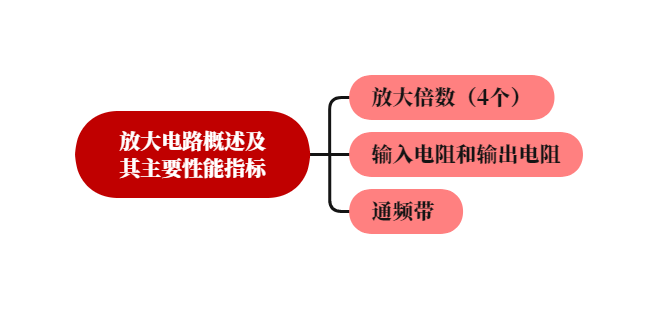 放大电路概述及
其主要性能指标
放大倍数（4个）
输入电阻和输出电阻
通频带